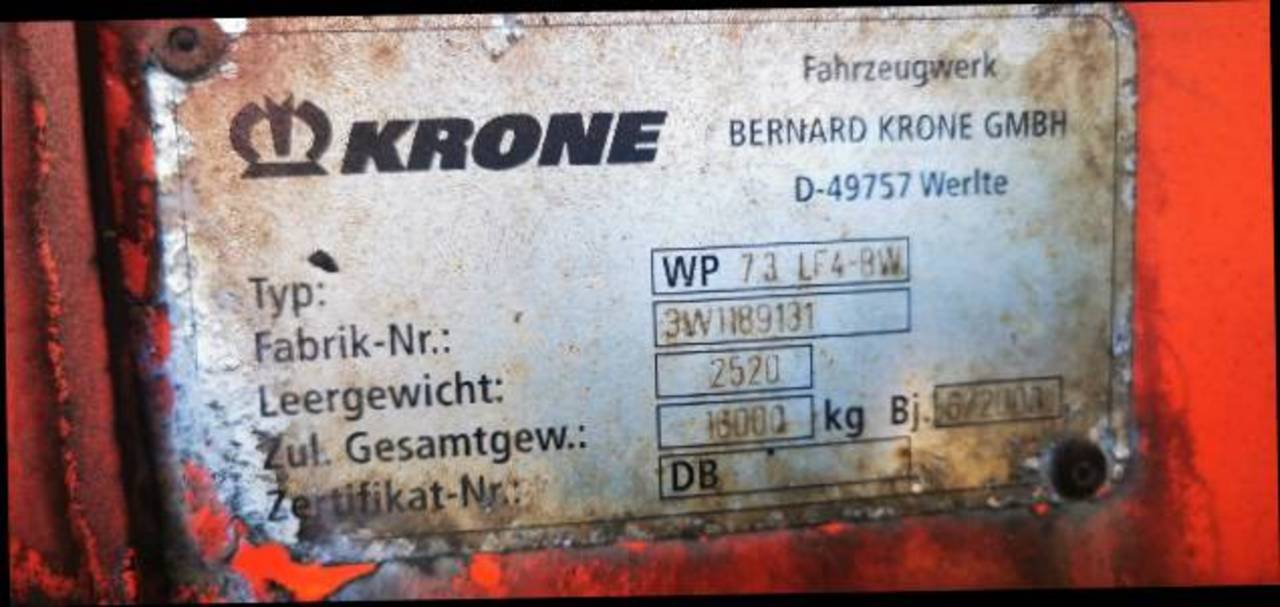 KRONE
Fahrzeugwerk
BERNARD KRONE GMBH
D-49757 Werlte
Typ: WP 7.3 LF4-BW
Fabrik-Nr.: 3W1189131
Leergewicht: 2520
Zul. Gesamtgew.: kg Bj.
Zertifikat-Nr.: DB